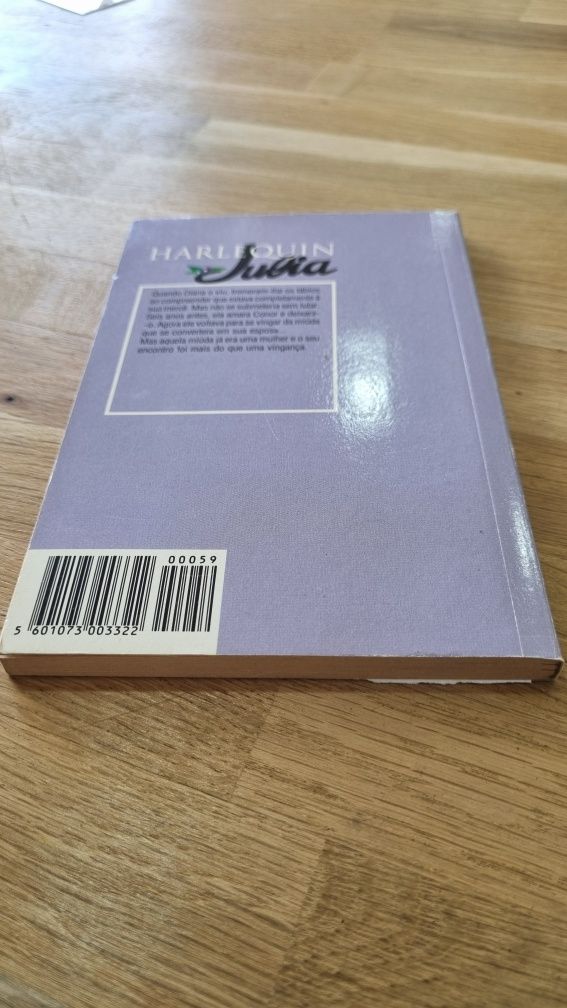 HARLEQUIN
Julia
Quando Diana o viu, tremeram-lhe os lábios
ao compreender que estava completamente à
sua mercê. Mas não se submeteria sem lutar.
Seis anos antes, ela amara Conor e deixara-
-o. Agora ele voltava para se vingar da miúda
que se convertera em sua esposa...
Mas aquela miúda já era uma mulher e o seu
encontro foi mais do que uma vingança.
00059
5 601073 003322